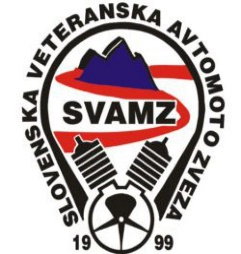 SLOVENSKA VETERANSKA AVTOMOTO ZVEZA
SVAMZ
19 99